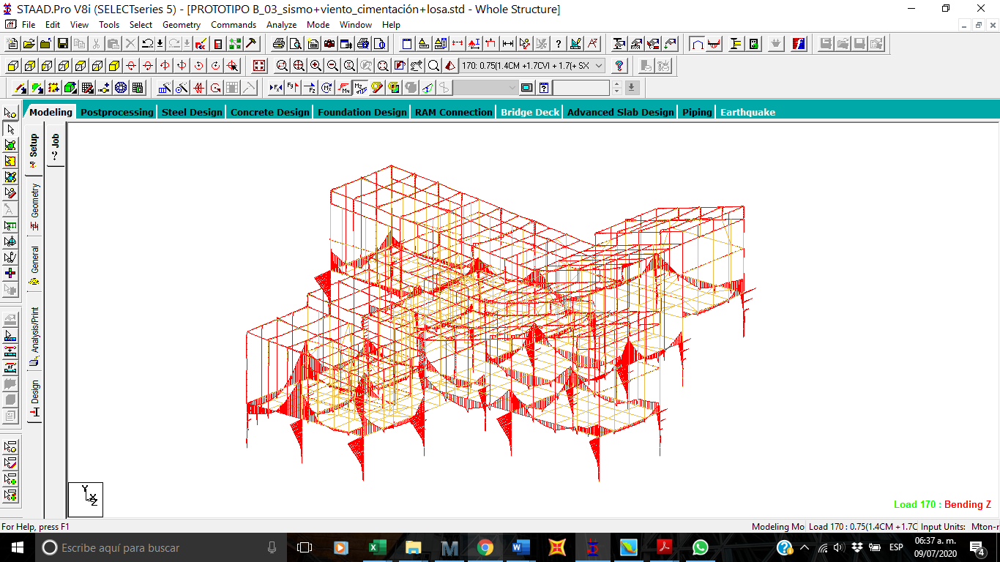 STAAD.Pro V8i (SELECTseries 5) - [PROTOTIPO B_03_sismo+viento_cimentación+losa.std - Whole Structure]
File Edit View Tools Select Geometry Commands Analyze Mode Window Help
170: 0.75(1.4CM +1.7CVI + 1.7(+ SX
Modeling Postprocessing Steel Design Concrete Design Foundation Design RAM Connection Bridge Deck Advanced Slab Design Piping Earthquake
Setup
Job
Geometry
General
Analysis/Print
Design
Y
X
Z
Load 170 : Bending Z
For Help, press F1
Modeling Mo Load 170 : 0.75(1.4CM +1.7C Input Units: Mton-r
Escribe aquí para buscar
ESP
06:37 a. m.
09/07/2020
4